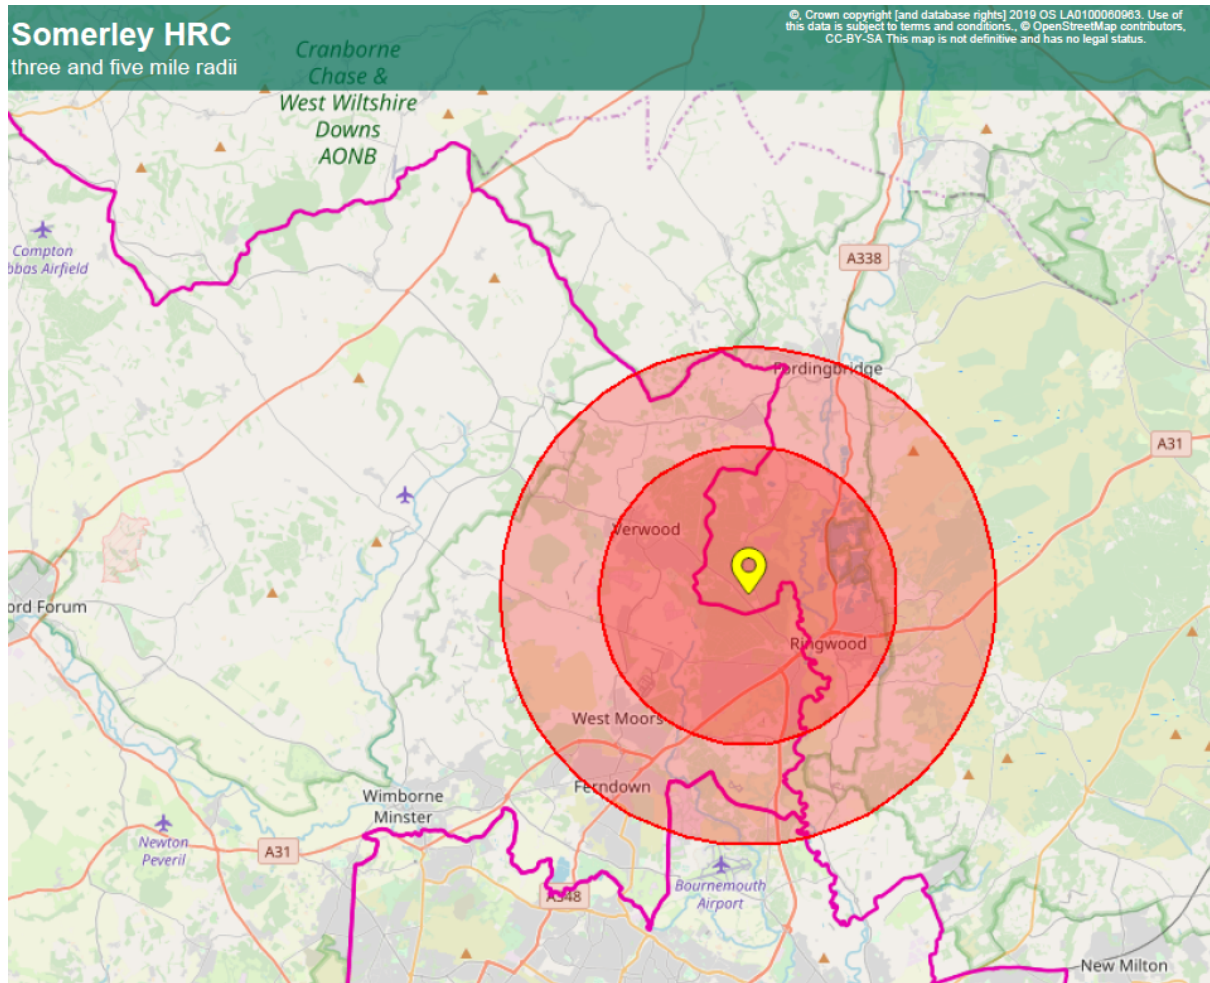 Somerley HRC
three and five mile radii
©, Crown copyright [and database rights] 2019 OS LA0100060963. Use of
this data is subject to terms and conditions., © OpenStreetMap contributors,
CC-BY-SA This map is not definitive and has no legal status.
Cranborne
Chase &
West Wiltshire
Downs
AONB
Compton
bbas Airfield
A338
Fordingbridge
A31
Verwood
ord Forum
Ringwood
West Moors
Ferndown
Wimborne
Minster
Newton
Peveril
A31
A348
Bournemouth
Airport
New Milton